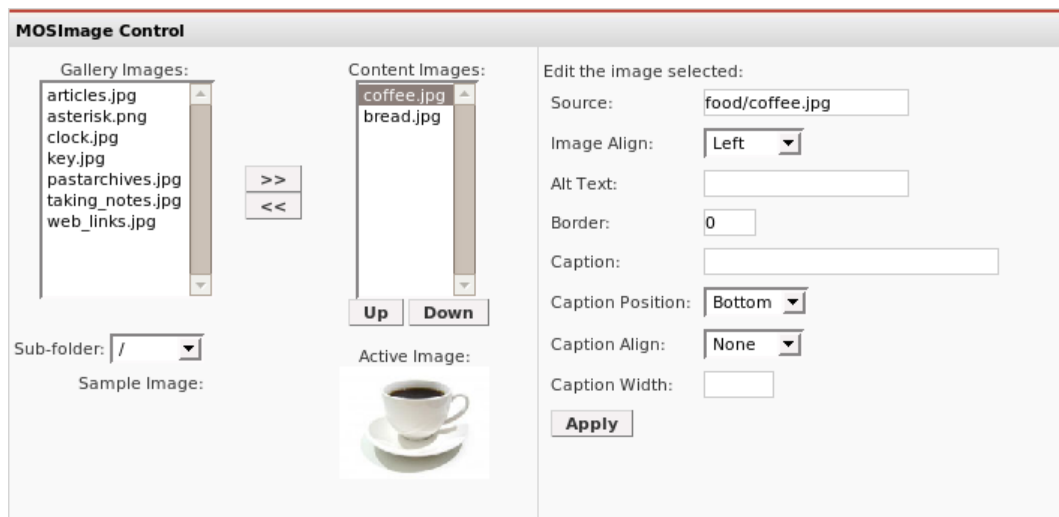 MOSImage Control
Gallery Images:
articles.jpg
asterisk.png
clock.jpg
key.jpg
pastarchives.jpg
taking_notes.jpg
web_links.jpg
Sub-folder: /
Sample Image:
>>
<<
Content Images:
coffee.jpg
bread.jpg
Up Down
Active Image:
Edit the image selected:
Source: food/coffee.jpg
Image Align: Left
Alt Text:
Border: 0
Caption:
Caption Position: Bottom
Caption Align: None
Caption Width:
Apply